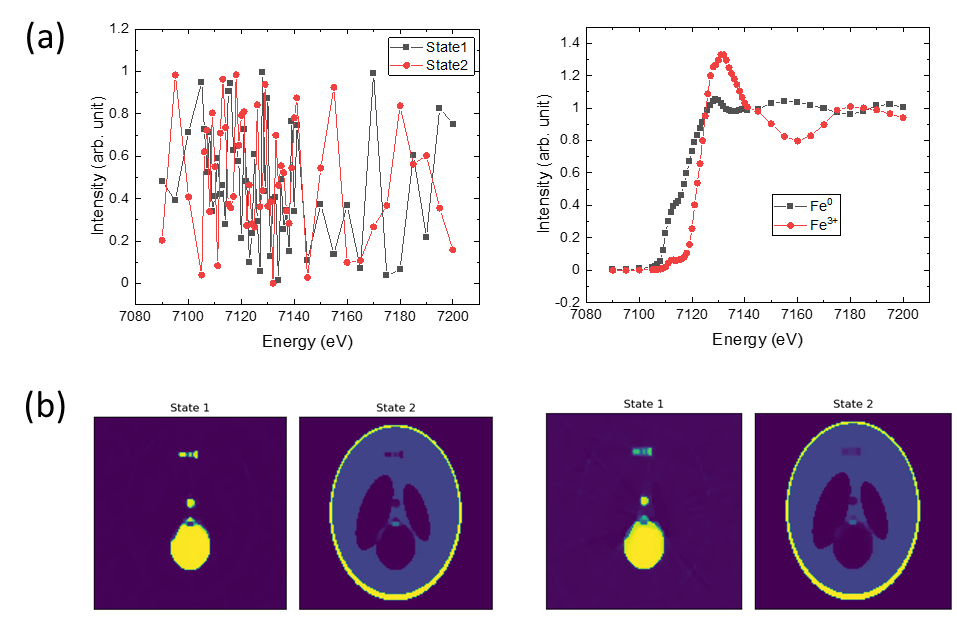 (a)
1.2
1
0.8
0.6
0.4
0.2
0
7080 7100 7120 7140 7160 7180 7200
Intensity (arb. unit)
Energy (eV)
State1
State2
1.4
1.2
1
0.8
0.6
0.4
0.2
0
-0.2
7080 7100 7120 7140 7160 7180 7200
Intensity (arb. unit)
Energy (eV)
Fe⁰
Fe³⁺
(b)
State 1
State 2
State 1
State 2